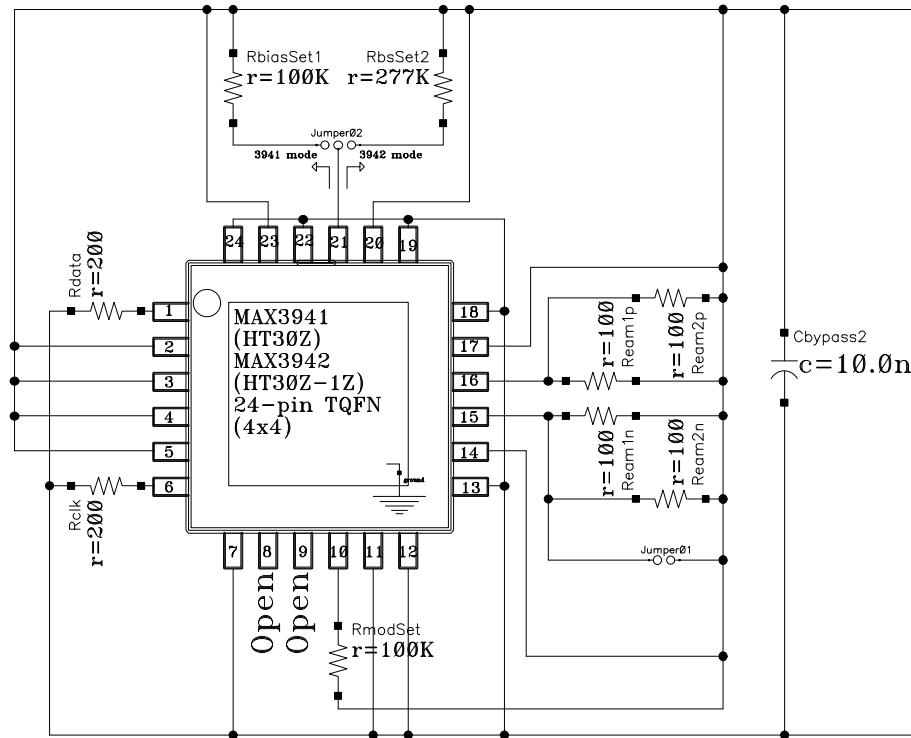 RbiasSet1
r=100K
RbsSet2
r=277K
Jumper02
3941 mode
3942 mode
24
23
22
21
20
19
Rdata
r=200
1
2
3
4
5
6
Rclk
r=200
MAX3941
(HT30Z)
MAX3942
(HT30Z-1Z)
24-pin TQFN
(4x4)
ground
18
17
16
15
14
13
r=100
Ream1p
r=100
Ream2p
r=100
Ream1n
r=100
Ream2n
Jumper01
Cbypass2
c=10.0n
7
8
9
10
11
12
Open
Open
RmodSet
r=100K